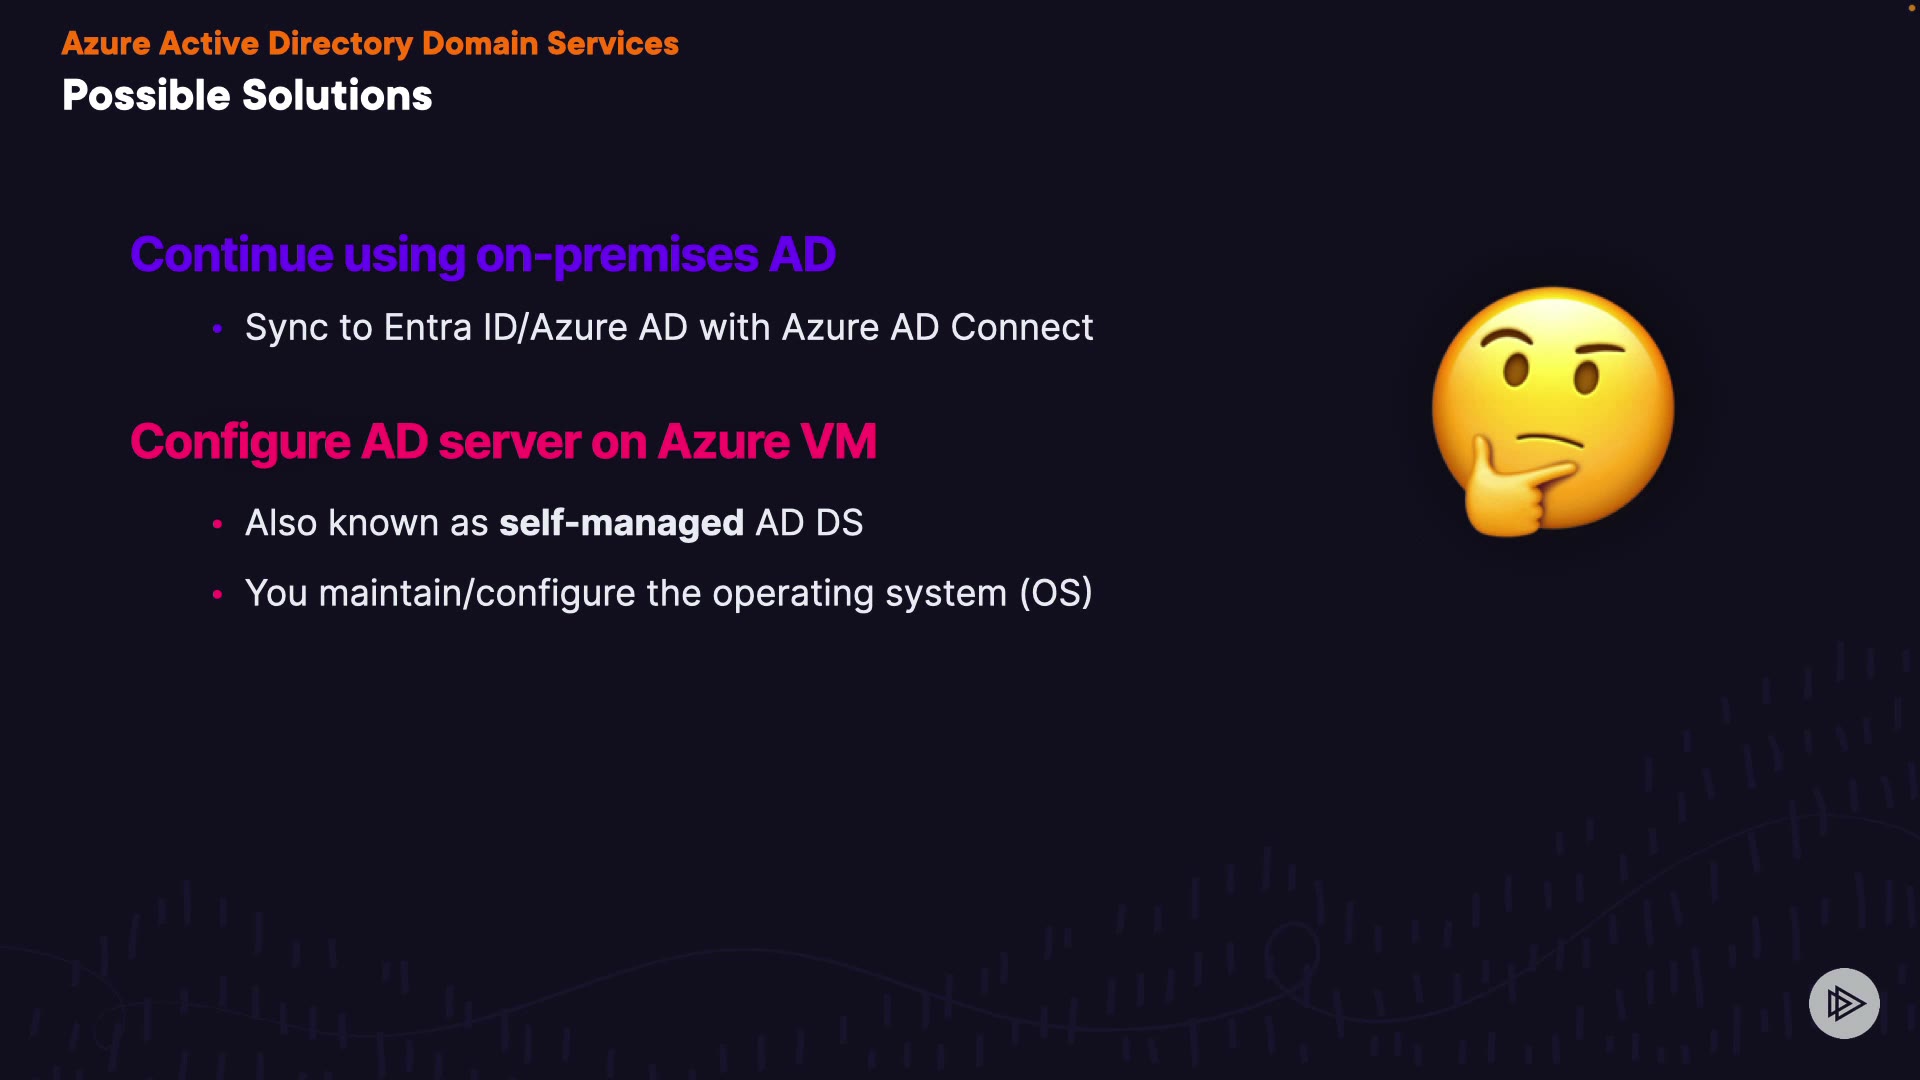 Azure Active Directory Domain Services
Possible Solutions
Continue using on-premises AD
• Sync to Entra ID/Azure AD with Azure AD Connect
Configure AD server on Azure VM
• Also known as self-managed AD DS
• You maintain/configure the operating system (OS)